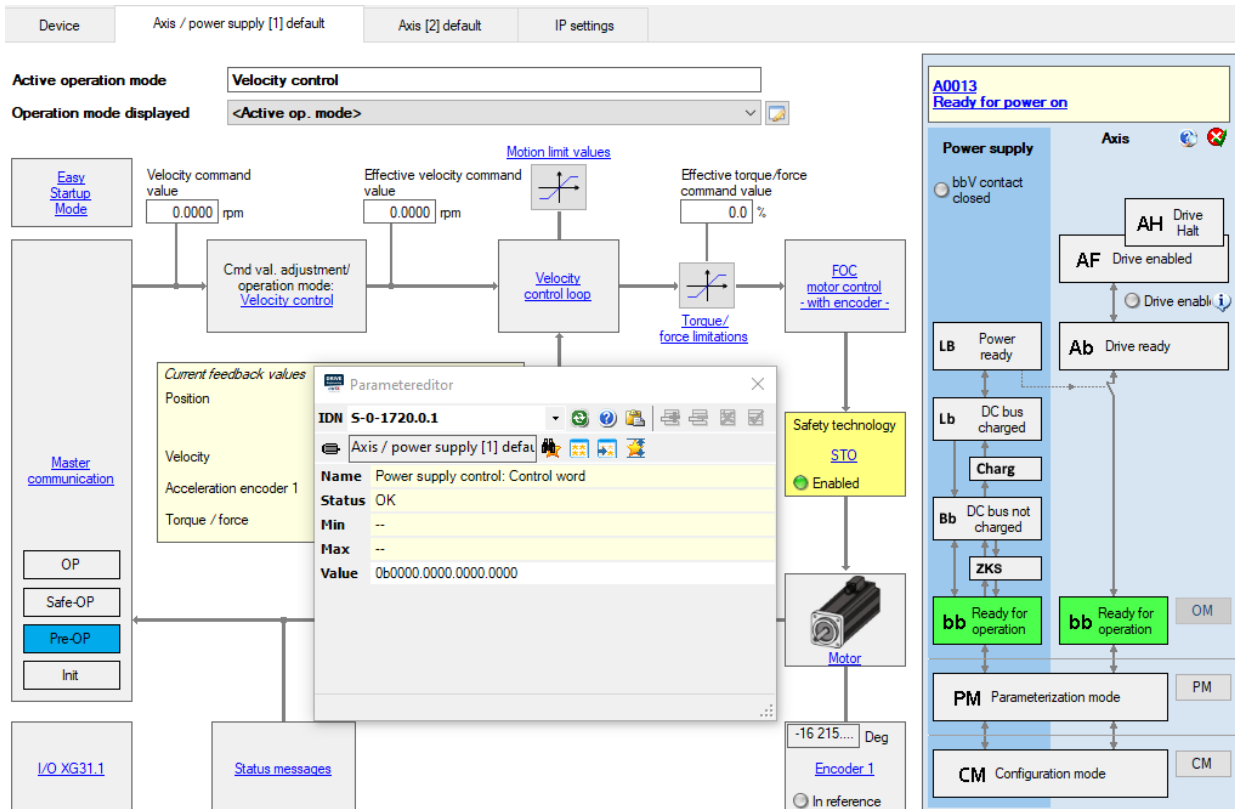 Device
Axis / power supply [1] default
Axis [2] default
IP settings
Active operation mode
Velocity control
Operation mode displayed
<Active op. mode>
A0013
Ready for power on
Easy
Startup
Mode
Velocity command
value
0.0000 rpm
Effective velocity command
value
0.0000 rpm
Motion limit values
Effective torque/force
command value
0.0 %
Cmd val. adjustment/
operation mode:
Velocity control
Velocity
control loop
Torque/
force limitations
FOC
motor control
- with encoder -
Master
communication
OP
Safe-OP
Pre-OP
Init
Current feedback values
Position
Velocity
Acceleration encoder 1
Torque / force
Parametereditor
IDN S-0-1720.0.1
Axis / power supply [1] defau
Name Power supply control: Control word
Status OK
Min --
Max --
Value 0b0000.0000.0000.0000
Safety technology
STO
Enabled
Motor
-16 215.... Deg
Encoder 1
In reference
I/O XG31.1
Status messages
Power supply
Axis
bbV contact
closed
AH Drive
Halt
AF Drive enabled
Drive enabl
LB Power
ready
Ab Drive ready
Lb DC bus
charged
Charg
Bb DC bus not
charged
ZKS
bb Ready for
operation
bb Ready for
operation
OM
PM Parameterization mode
PM
CM Configuration mode
CM